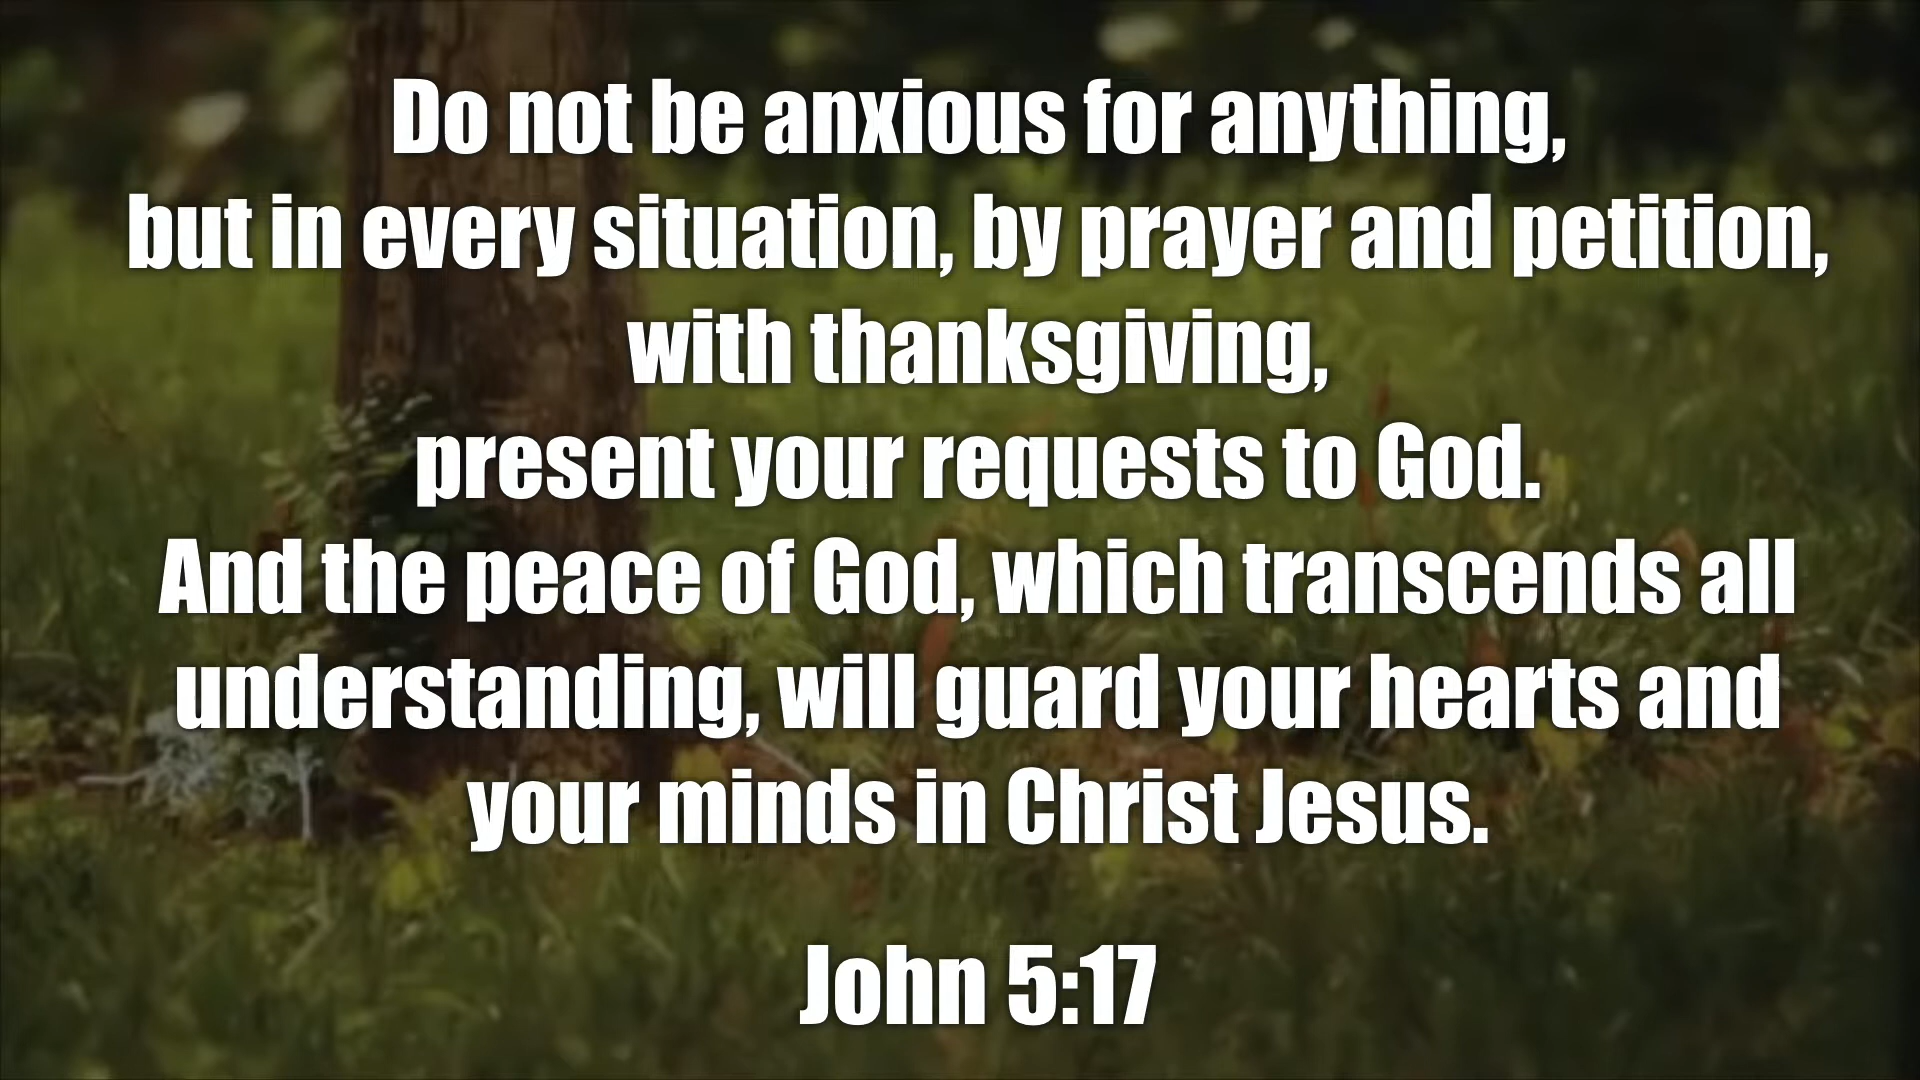 Do not be anxious for anything,
but in every situation, by prayer and petition,
with thanksgiving,
present your requests to God.
And the peace of God, which transcends all
understanding, will guard your hearts and
your minds in Christ Jesus.
John 5:17